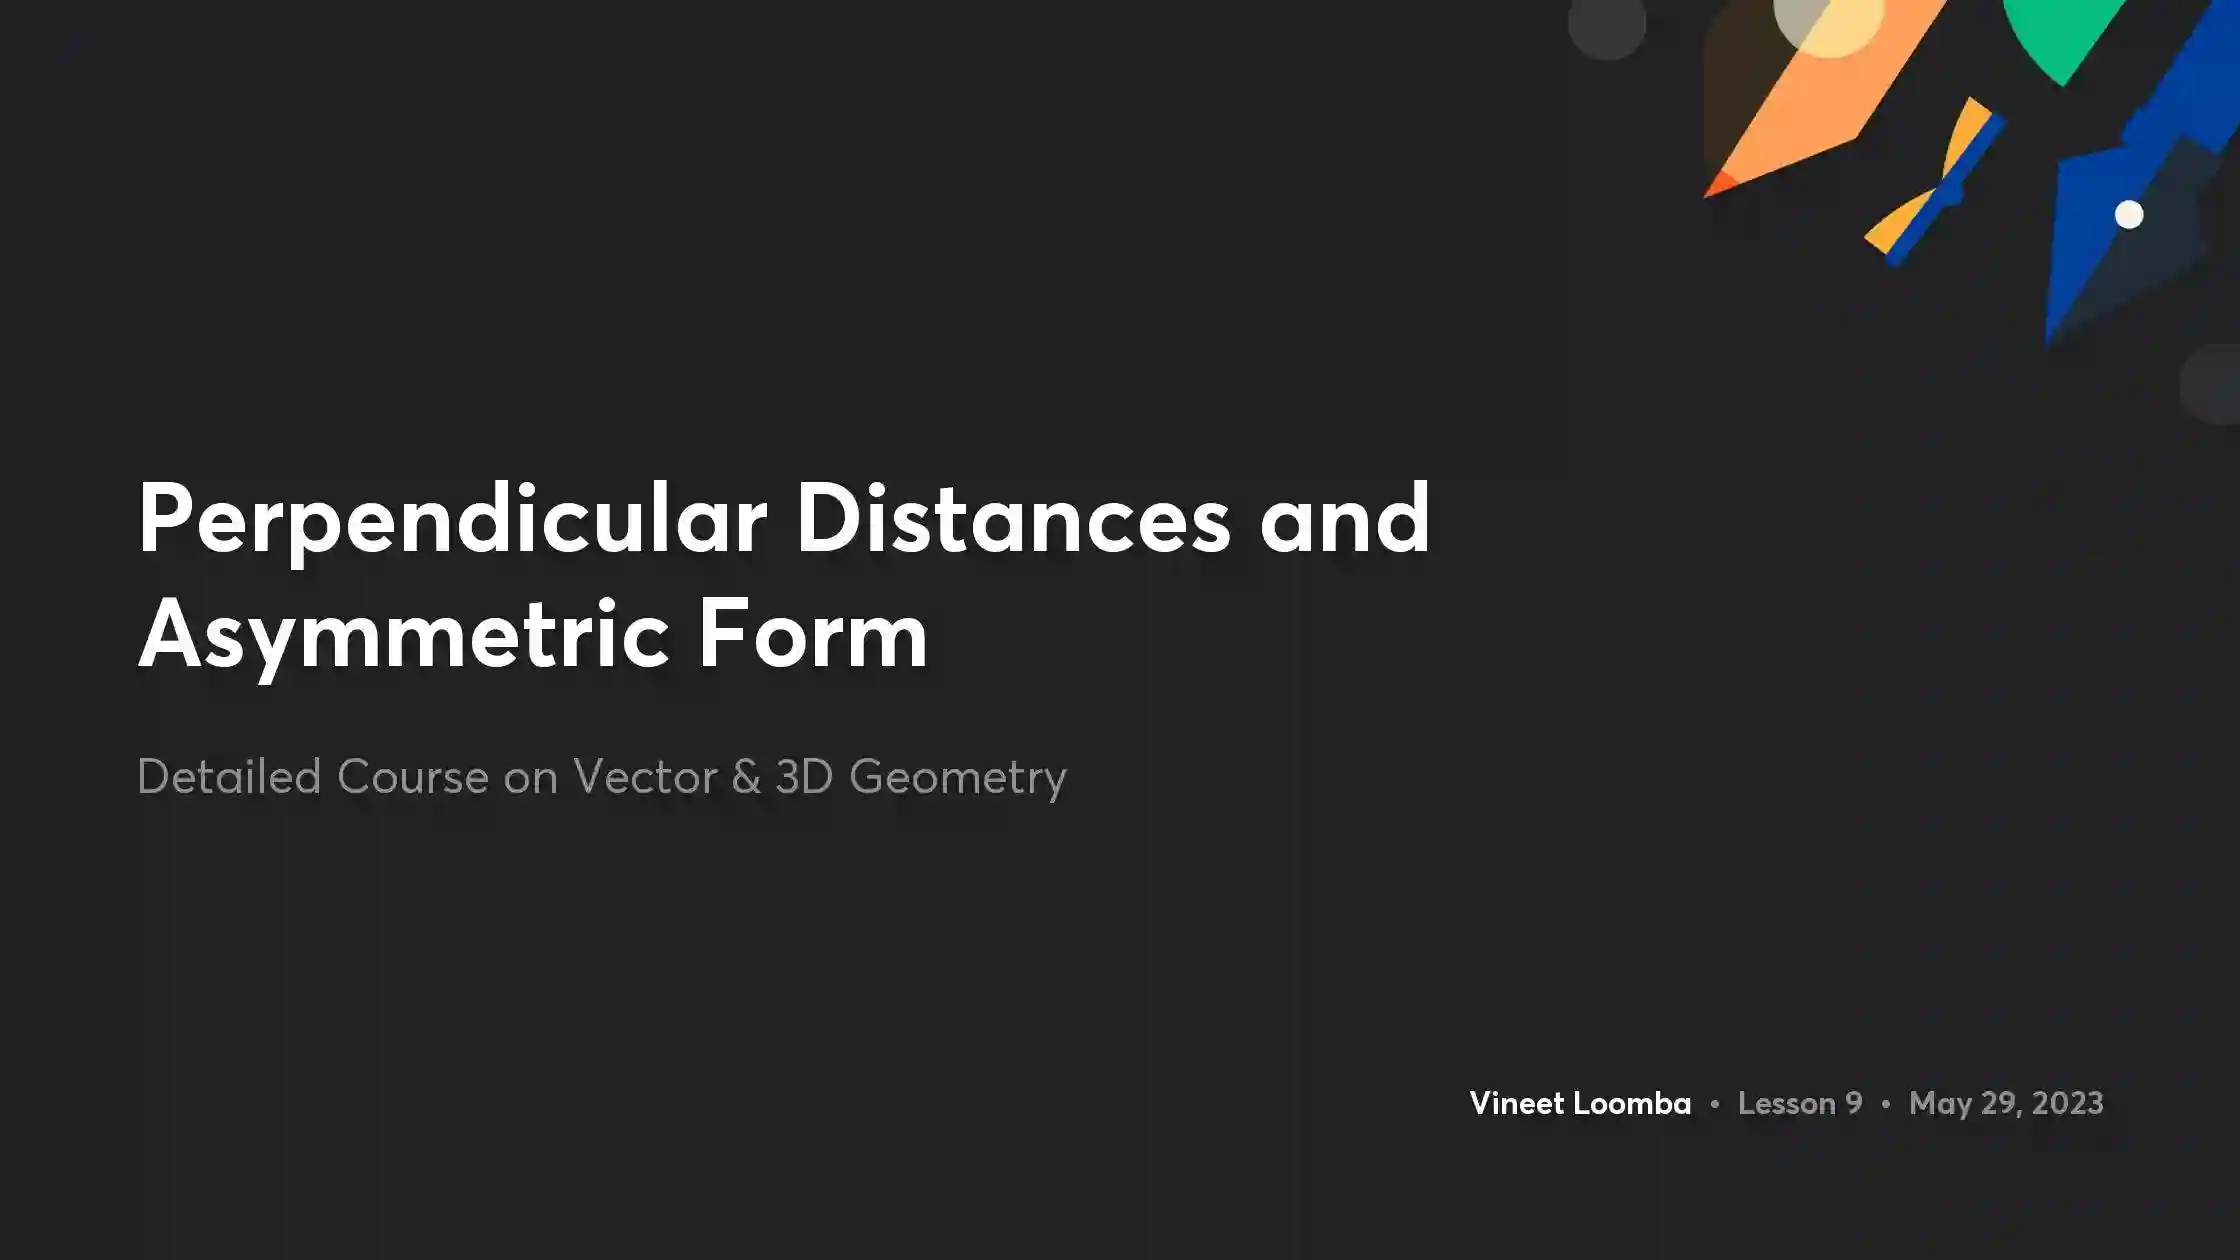 Perpendicular Distances and
Asymmetric Form
Detailed Course on Vector & 3D Geometry
Vineet Loomba • Lesson 9 • May 29, 2023